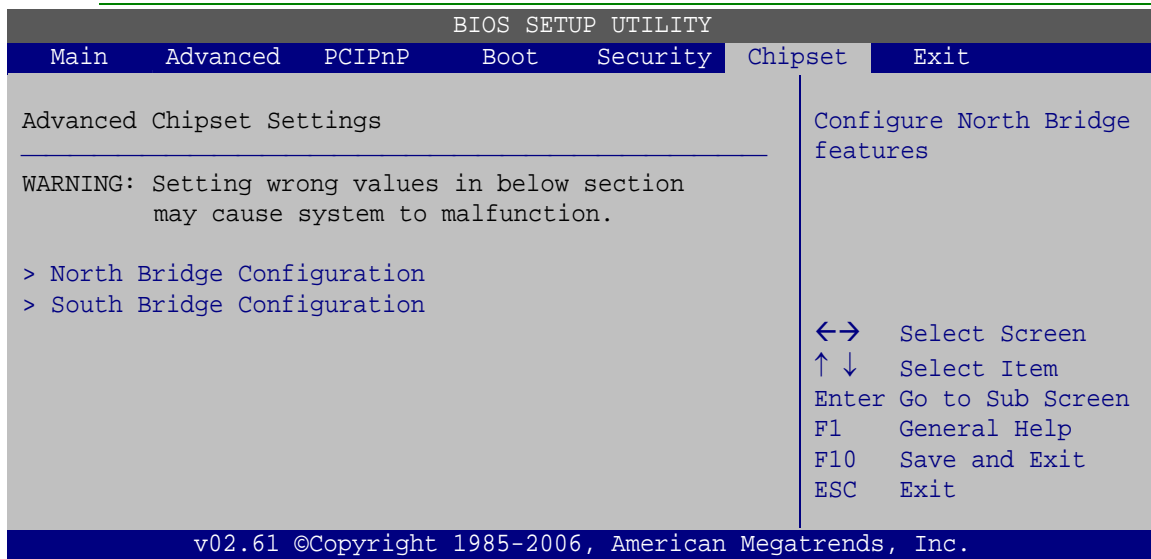 BIOS SETUP UTILITY
Main Advanced PCIPnP Boot Security Chipset Exit
Advanced Chipset Settings
WARNING: Setting wrong values in below section
may cause system to malfunction.
> North Bridge Configuration
> South Bridge Configuration
Configure North Bridge
features
←→ Select Screen
↑ ↓ Select Item
Enter Go to Sub Screen
F1 General Help
F10 Save and Exit
ESC Exit
v02.61 ©Copyright 1985-2006, American Megatrends, Inc.